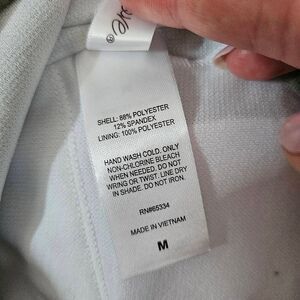 SHELL: 88% POLYESTER
12% SPANDEX
LINING: 100% POLYESTER
HAND WASH COLD. ONLY
NON-CHLORINE BLEACH
WHEN NEEDED. DO NOT
WRING OR TWIST. LINE DRY
IN SHADE. DO NOT IRON.
RN#65334
MADE IN VIETNAM
M